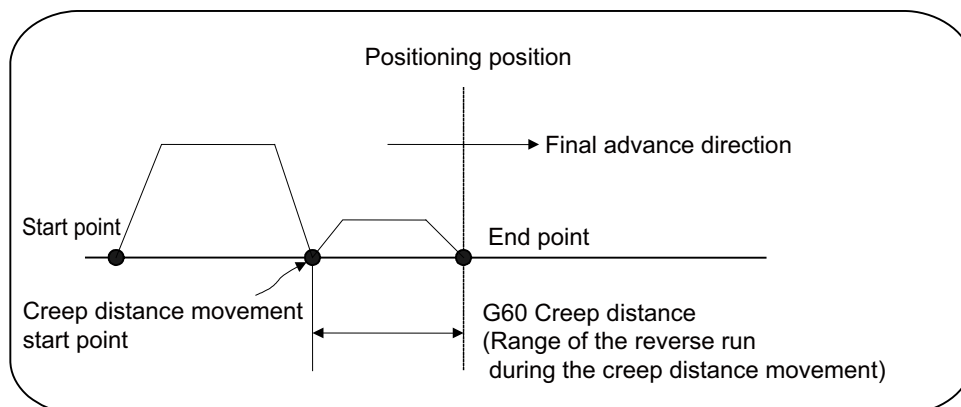 Positioning position
Final advance direction
Start point
End point
Creep distance movement
start point
G60 Creep distance
(Range of the reverse run
during the creep distance movement)